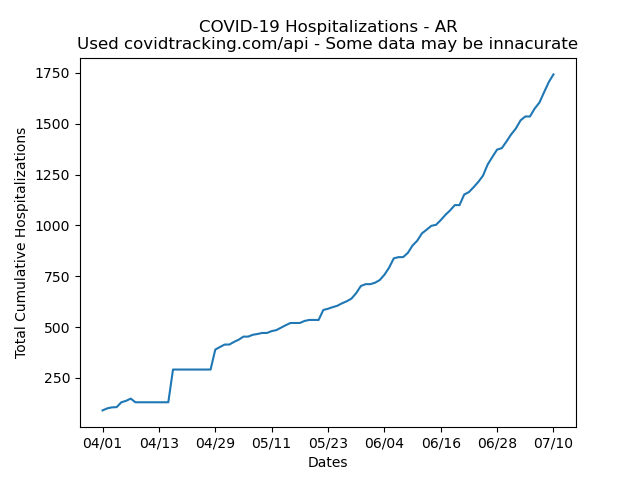 COVID-19 Hospitalizations - AR
Used covidtracking.com/api - Some data may be innacurate
1750
1500
1250
1000
750
500
250
Total Cumulative Hospitalizations
04/01 04/13 04/29 05/11 05/23 06/04 06/16 06/28 07/10
Dates